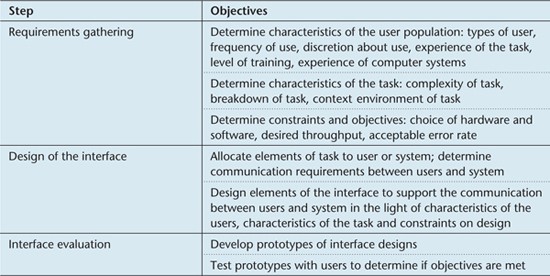 Step Objectives
Requirements gathering Determine characteristics of the user population: types of user,
frequency of use, discretion about use, experience of the task,
level of training, experience of computer systems
Determine characteristics of the task: complexity of task,
breakdown of task, context environment of task
Determine constraints and objectives: choice of hardware and
software, desired throughput, acceptable error rate
Design of the interface Allocate elements of task to user or system; determine
communication requirements between users and system
Design elements of the interface to support the communication
between users and system in the light of characteristics of the
users, characteristics of the task and constraints on design
Interface evaluation Develop prototypes of interface designs
Test prototypes with users to determine if objectives are met